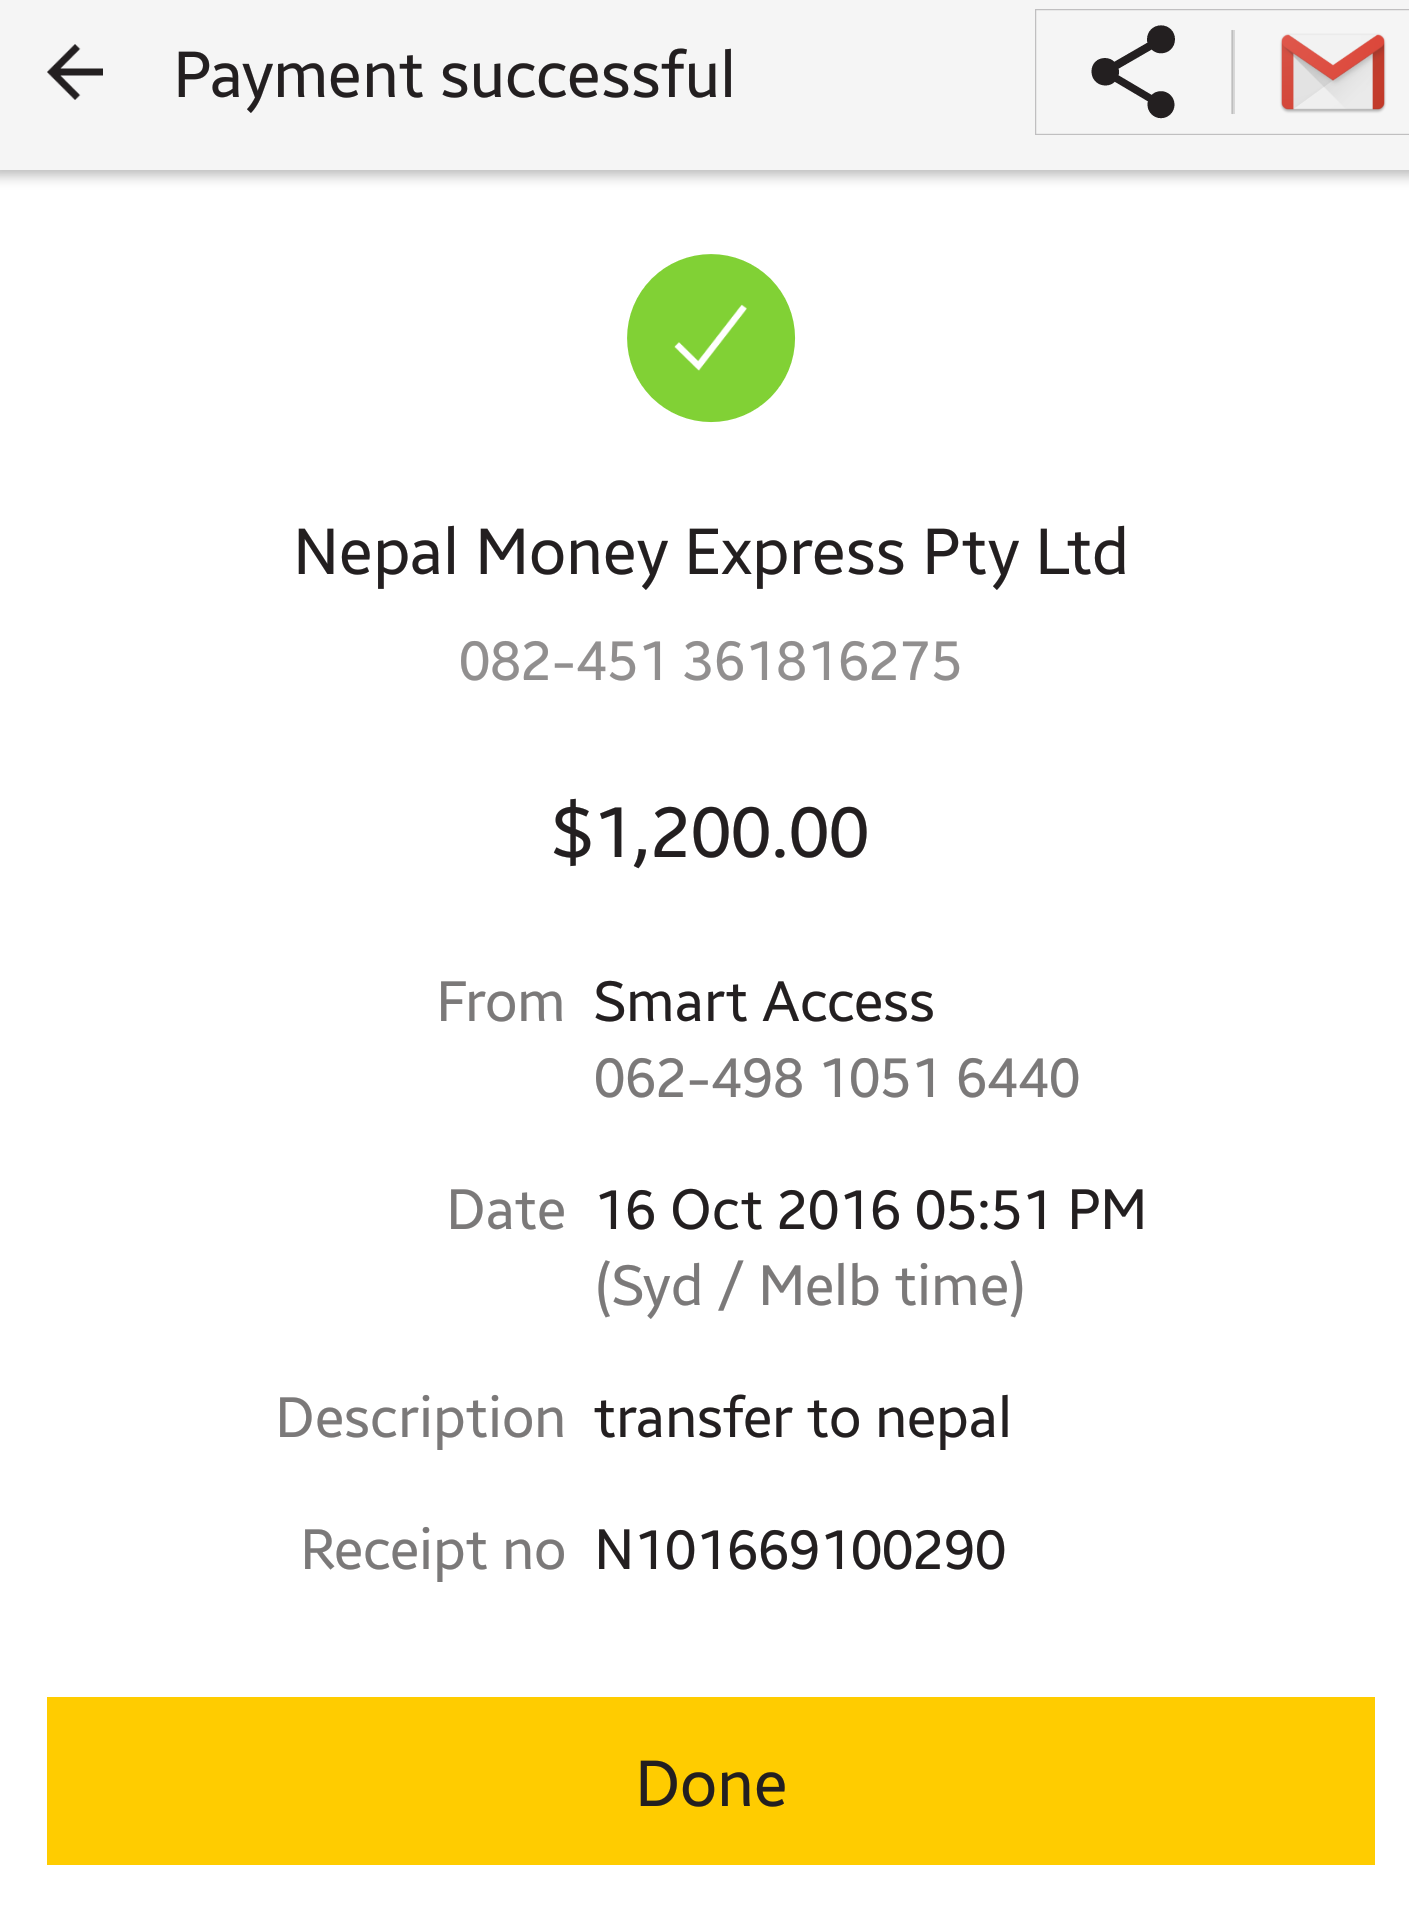 Payment successful
Nepal Money Express Pty Ltd
082-451 361816275
$1,200.00
From Smart Access
062-498 1051 6440
Date 16 Oct 2016 05:51 PM
(Syd / Melb time)
Description transfer to nepal
Receipt no N101669100290
Done